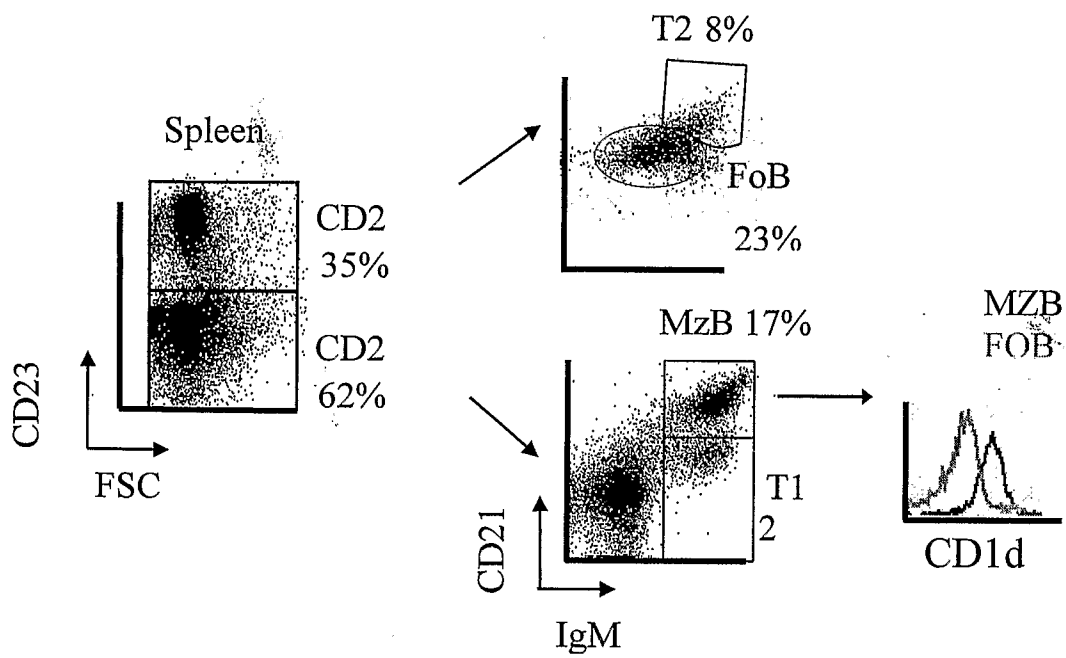 T2 8%
Spleen
CD2
35%
FoB
23%
CD2
62%
CD23
FSC
MzB 17%
MZB
FOB
T1
2
CD21
IgM
CD1d